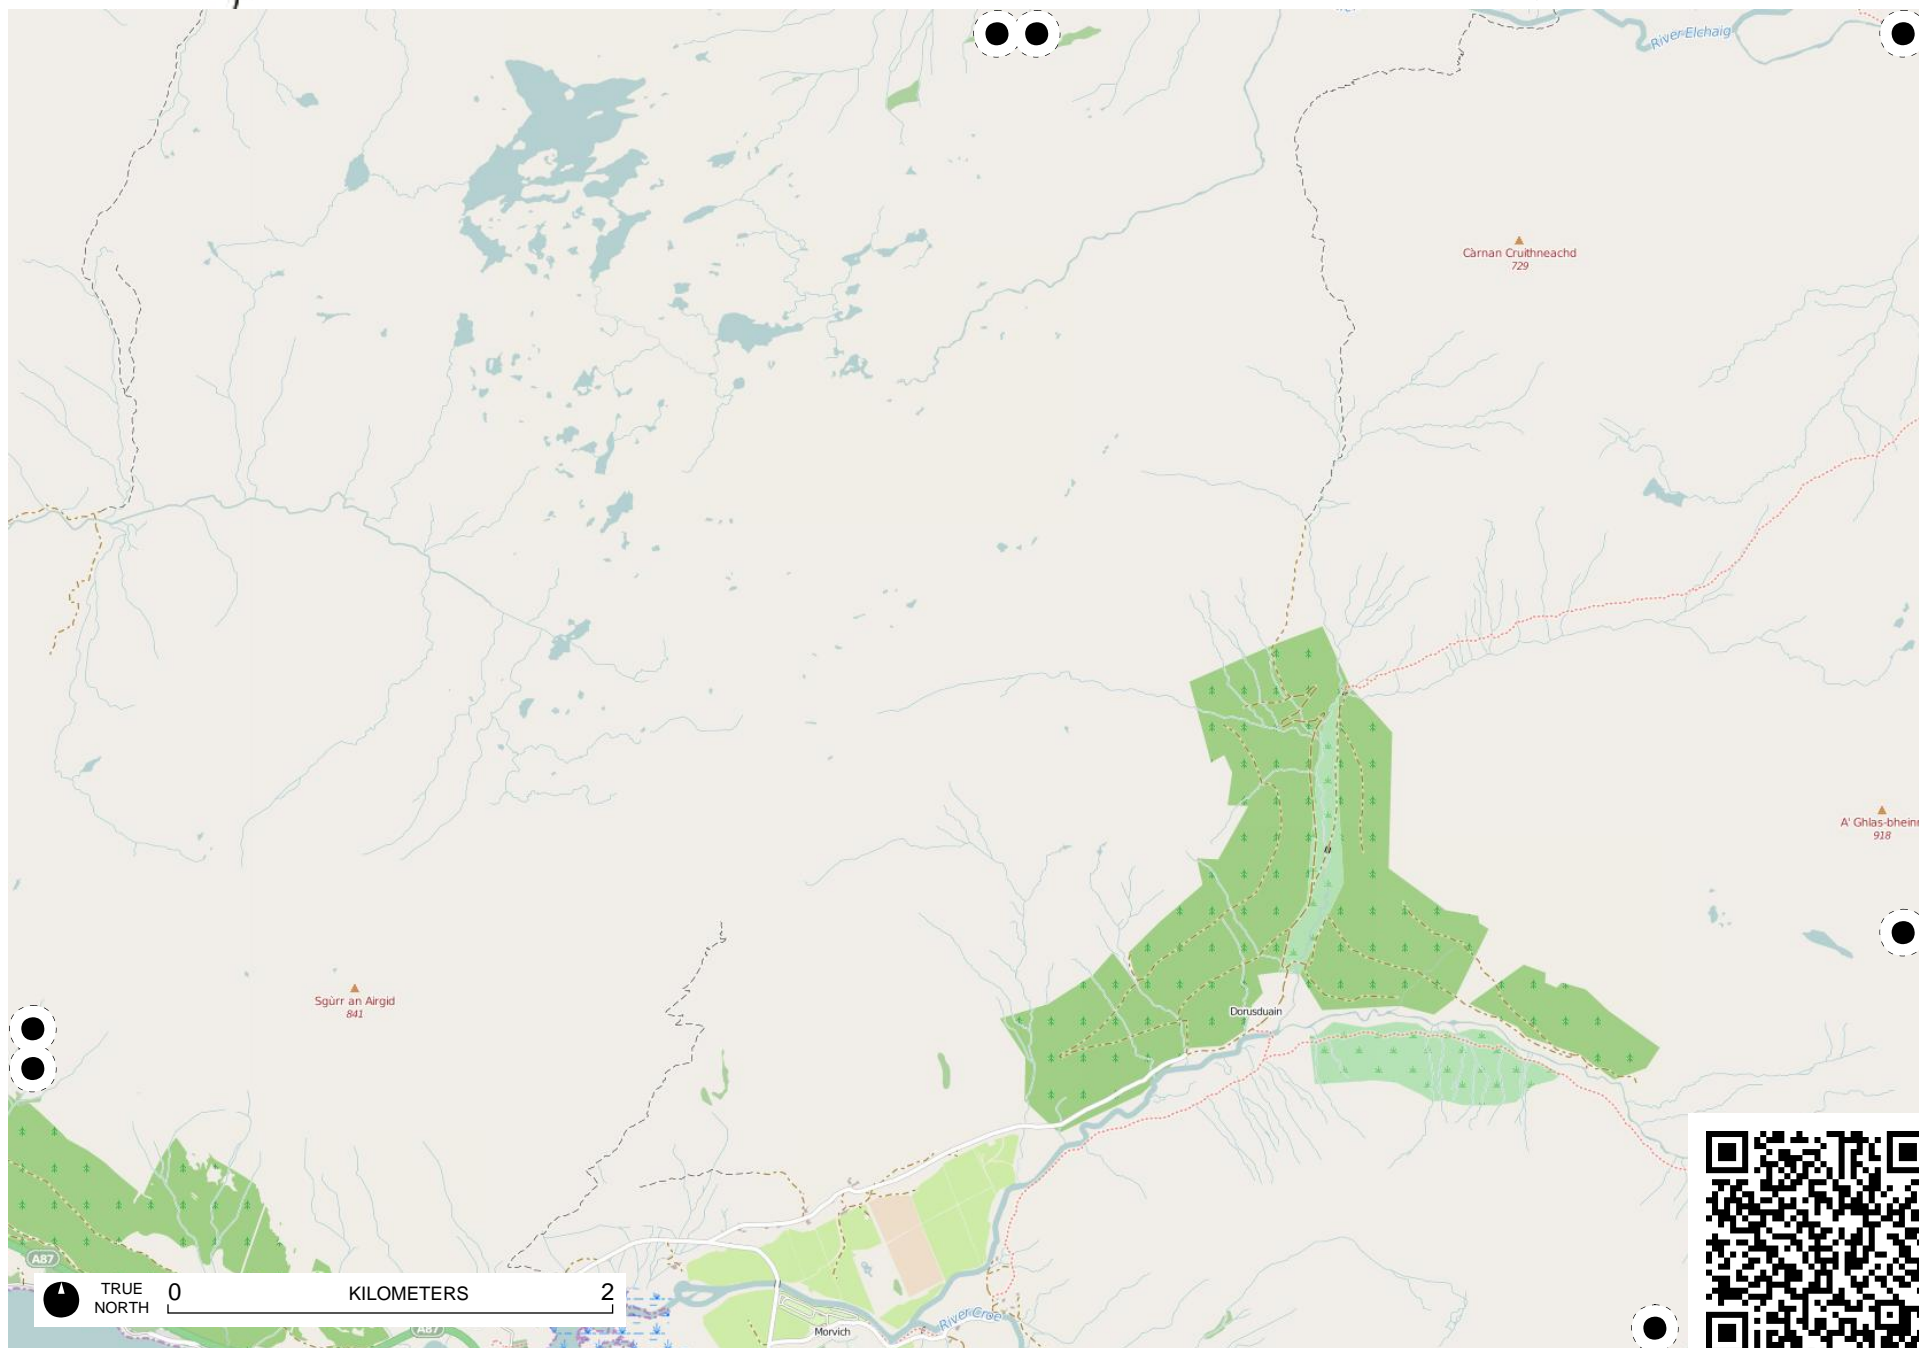 River Elchaig
Càrnan Cruithneachd
729
A' Ghlas-bheinn
918
Sgùrr an Airgid
841
Dorusduain
A87
TRUE NORTH
0 KILOMETERS 2
A87
River Croe
Morvich